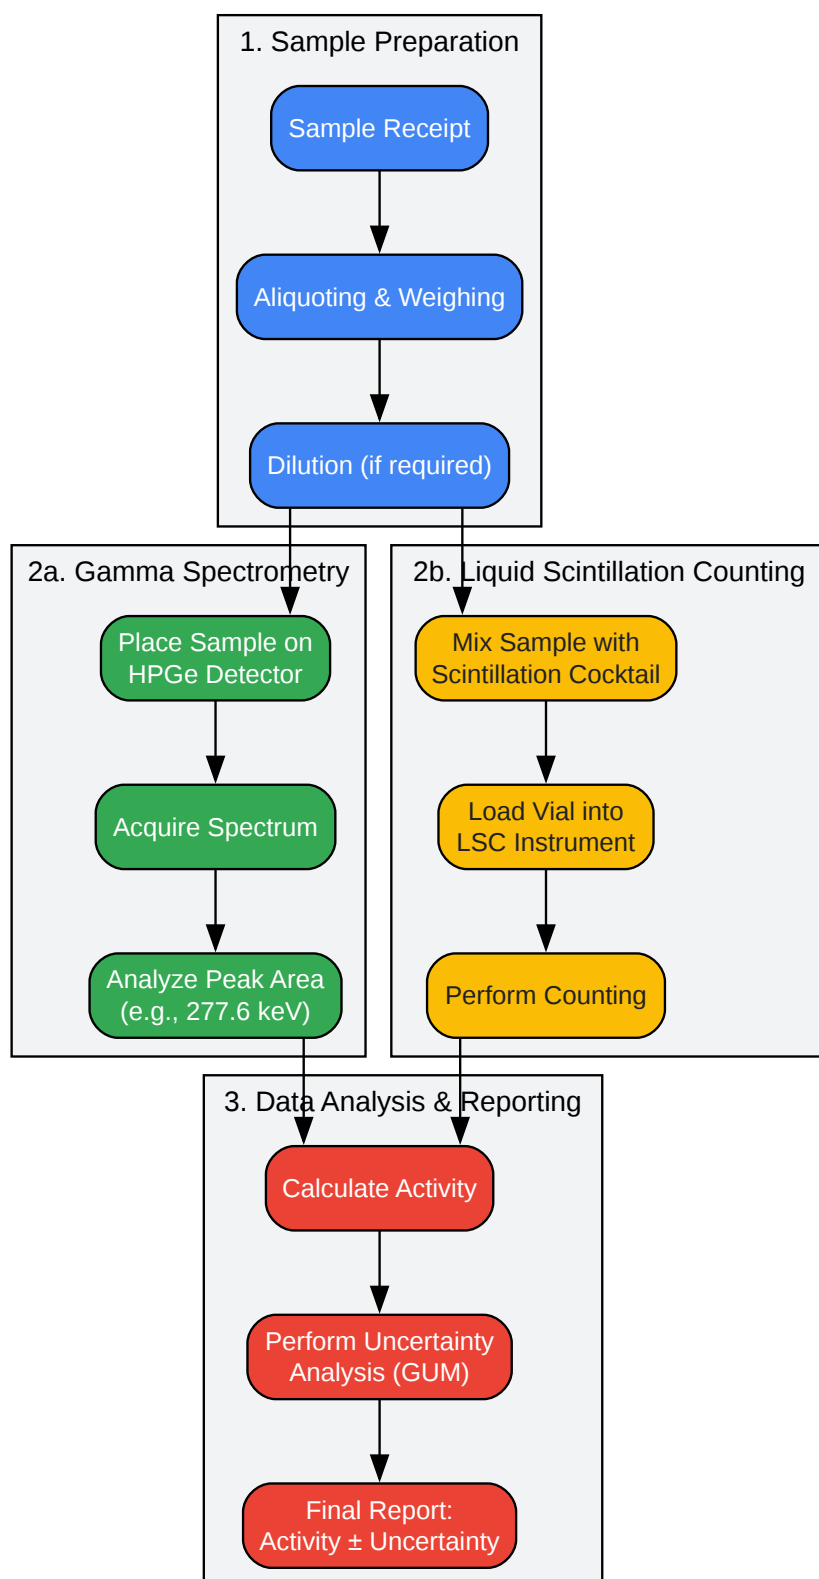 1. Sample Preparation
Sample Receipt
Aliquoting & Weighing
Dilution (if required)
2a. Gamma Spectrometry
Place Sample on
HPGe Detector
Acquire Spectrum
Analyze Peak Area
(e.g., 277.6 keV)
2b. Liquid Scintillation Counting
Mix Sample with
Scintillation Cocktail
Load Vial into
LSC Instrument
Perform Counting
3. Data Analysis & Reporting
Calculate Activity
Perform Uncertainty
Analysis (GUM)
Final Report:
Activity ± Uncertainty